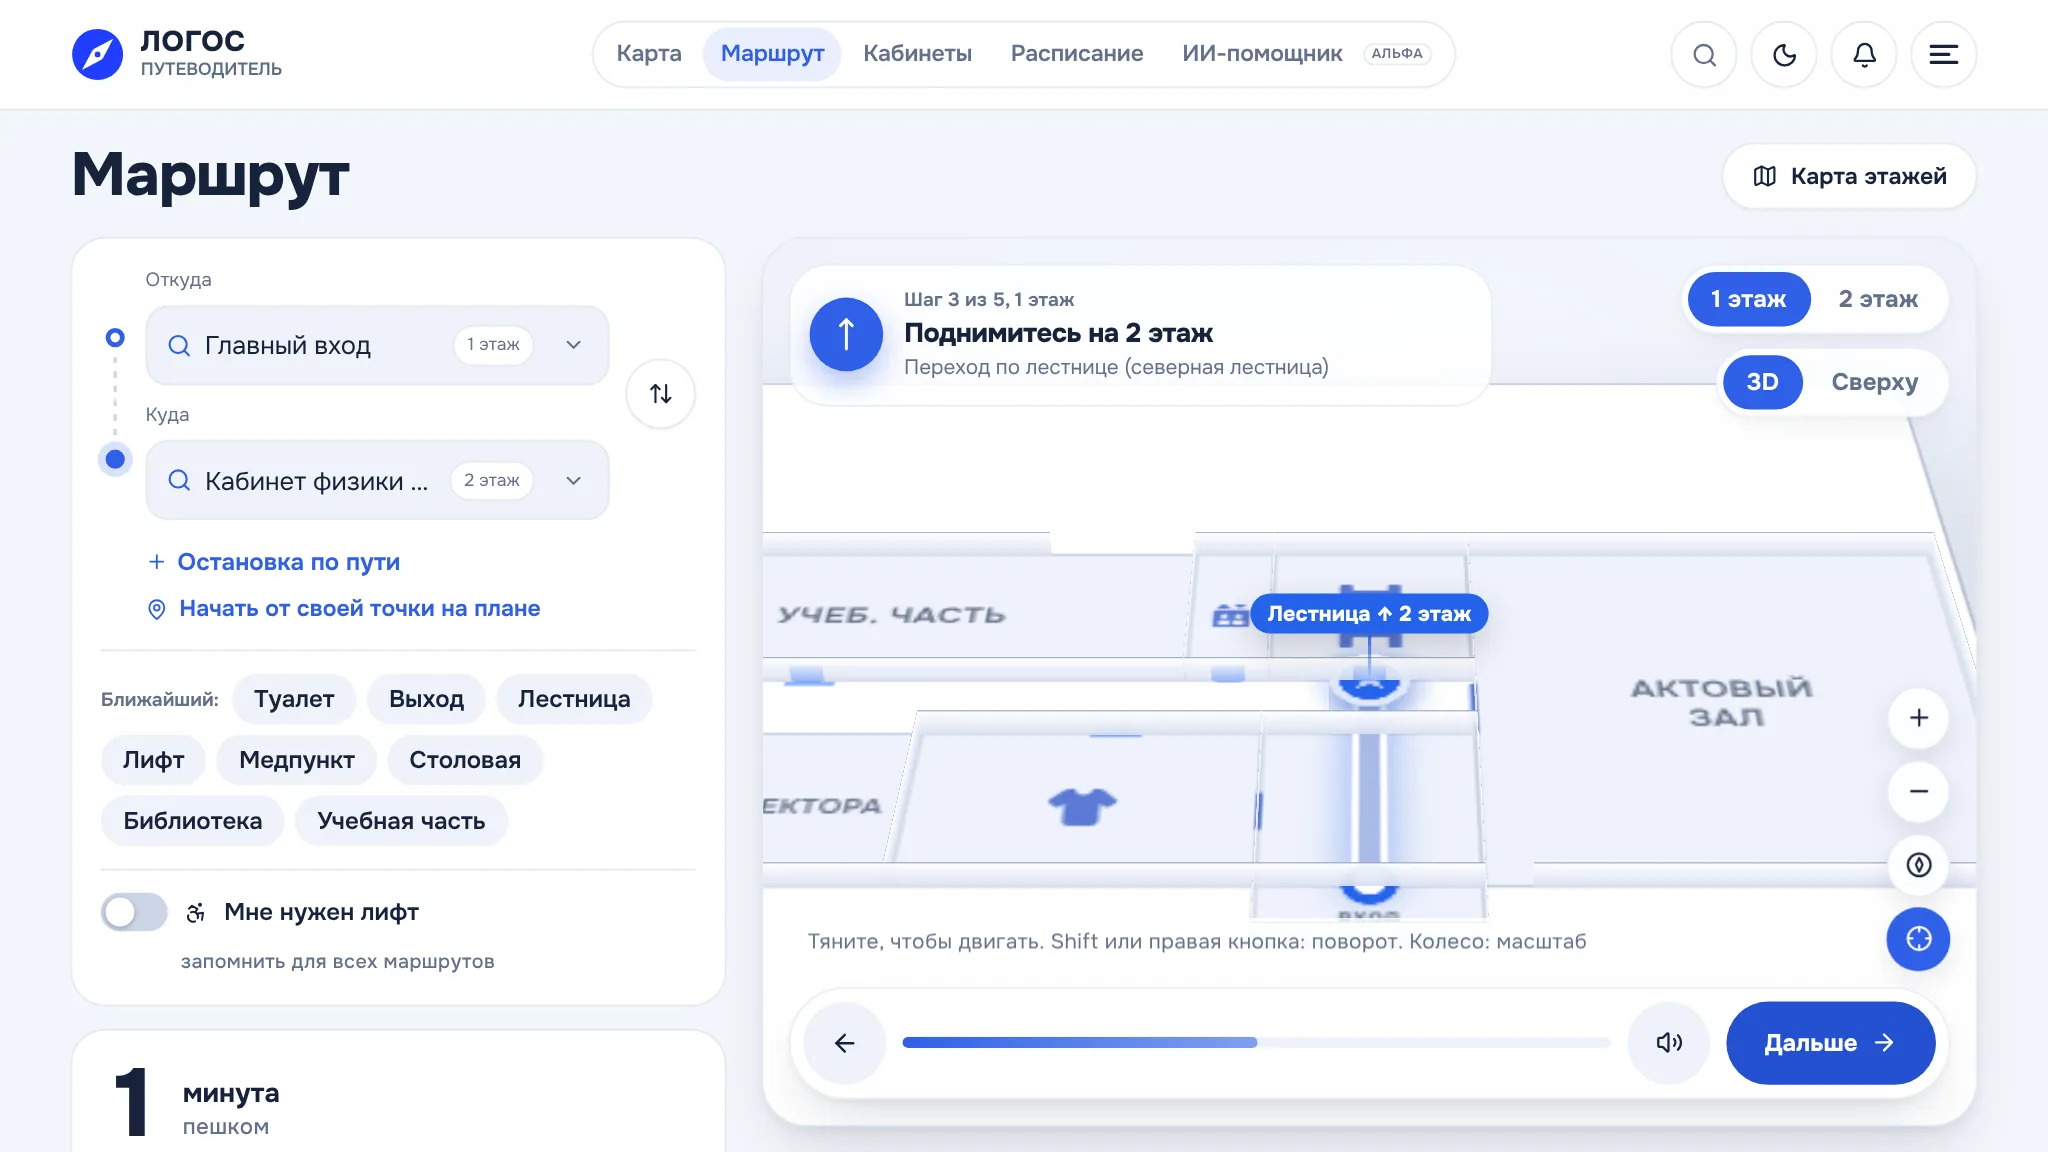 ЛОГОС
ПУТЕВОДИТЕЛЬ
Карта
Маршрут
Кабинеты
Расписание
ИИ-помощник
АЛЬФА
Маршрут
Карта этажей
Откуда
Главный вход
1 этаж
Куда
Кабинет физики ...
2 этаж
Остановка по пути
Начать от своей точки на плане
Ближайший:
Туалет
Выход
Лестница
Лифт
Медпункт
Столовая
Библиотека
Учебная часть
Мне нужен лифт
запомнить для всех маршрутов
1
минута
пешком
Шаг 3 из 5, 1 этаж
Поднимитесь на 2 этаж
Переход по лестнице (северная лестница)
1 этаж
2 этаж
3D
Сверху
УЧЕБ. ЧАСТЬ
Лестница ↑ 2 этаж
АКТОВЫЙ
ЗАЛ
ЕКТОРА
ВХОД
Тяните, чтобы двигать. Shift или правая кнопка: поворот. Колесо: масштаб
Дальше